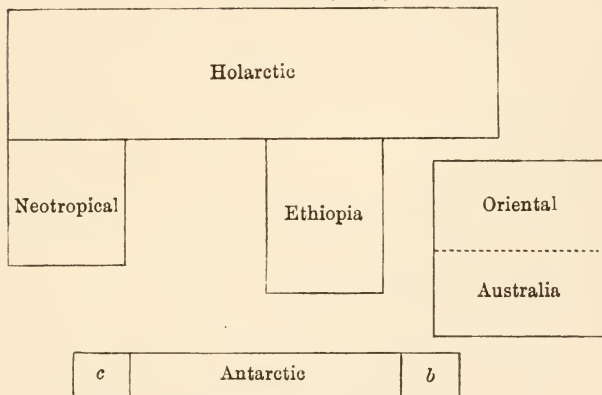 Holarctic
Neotropical
Ethiopia
Oriental
Australia
c
Antarctic
b